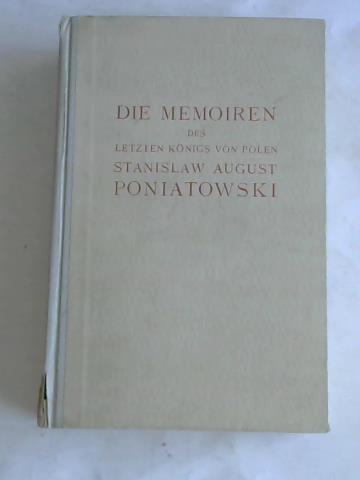 DIE MEMOIREN
DES
LETZTEN KÖNIGS VON POLEN
STANISLAW AUGUST
PONIATOWSKI